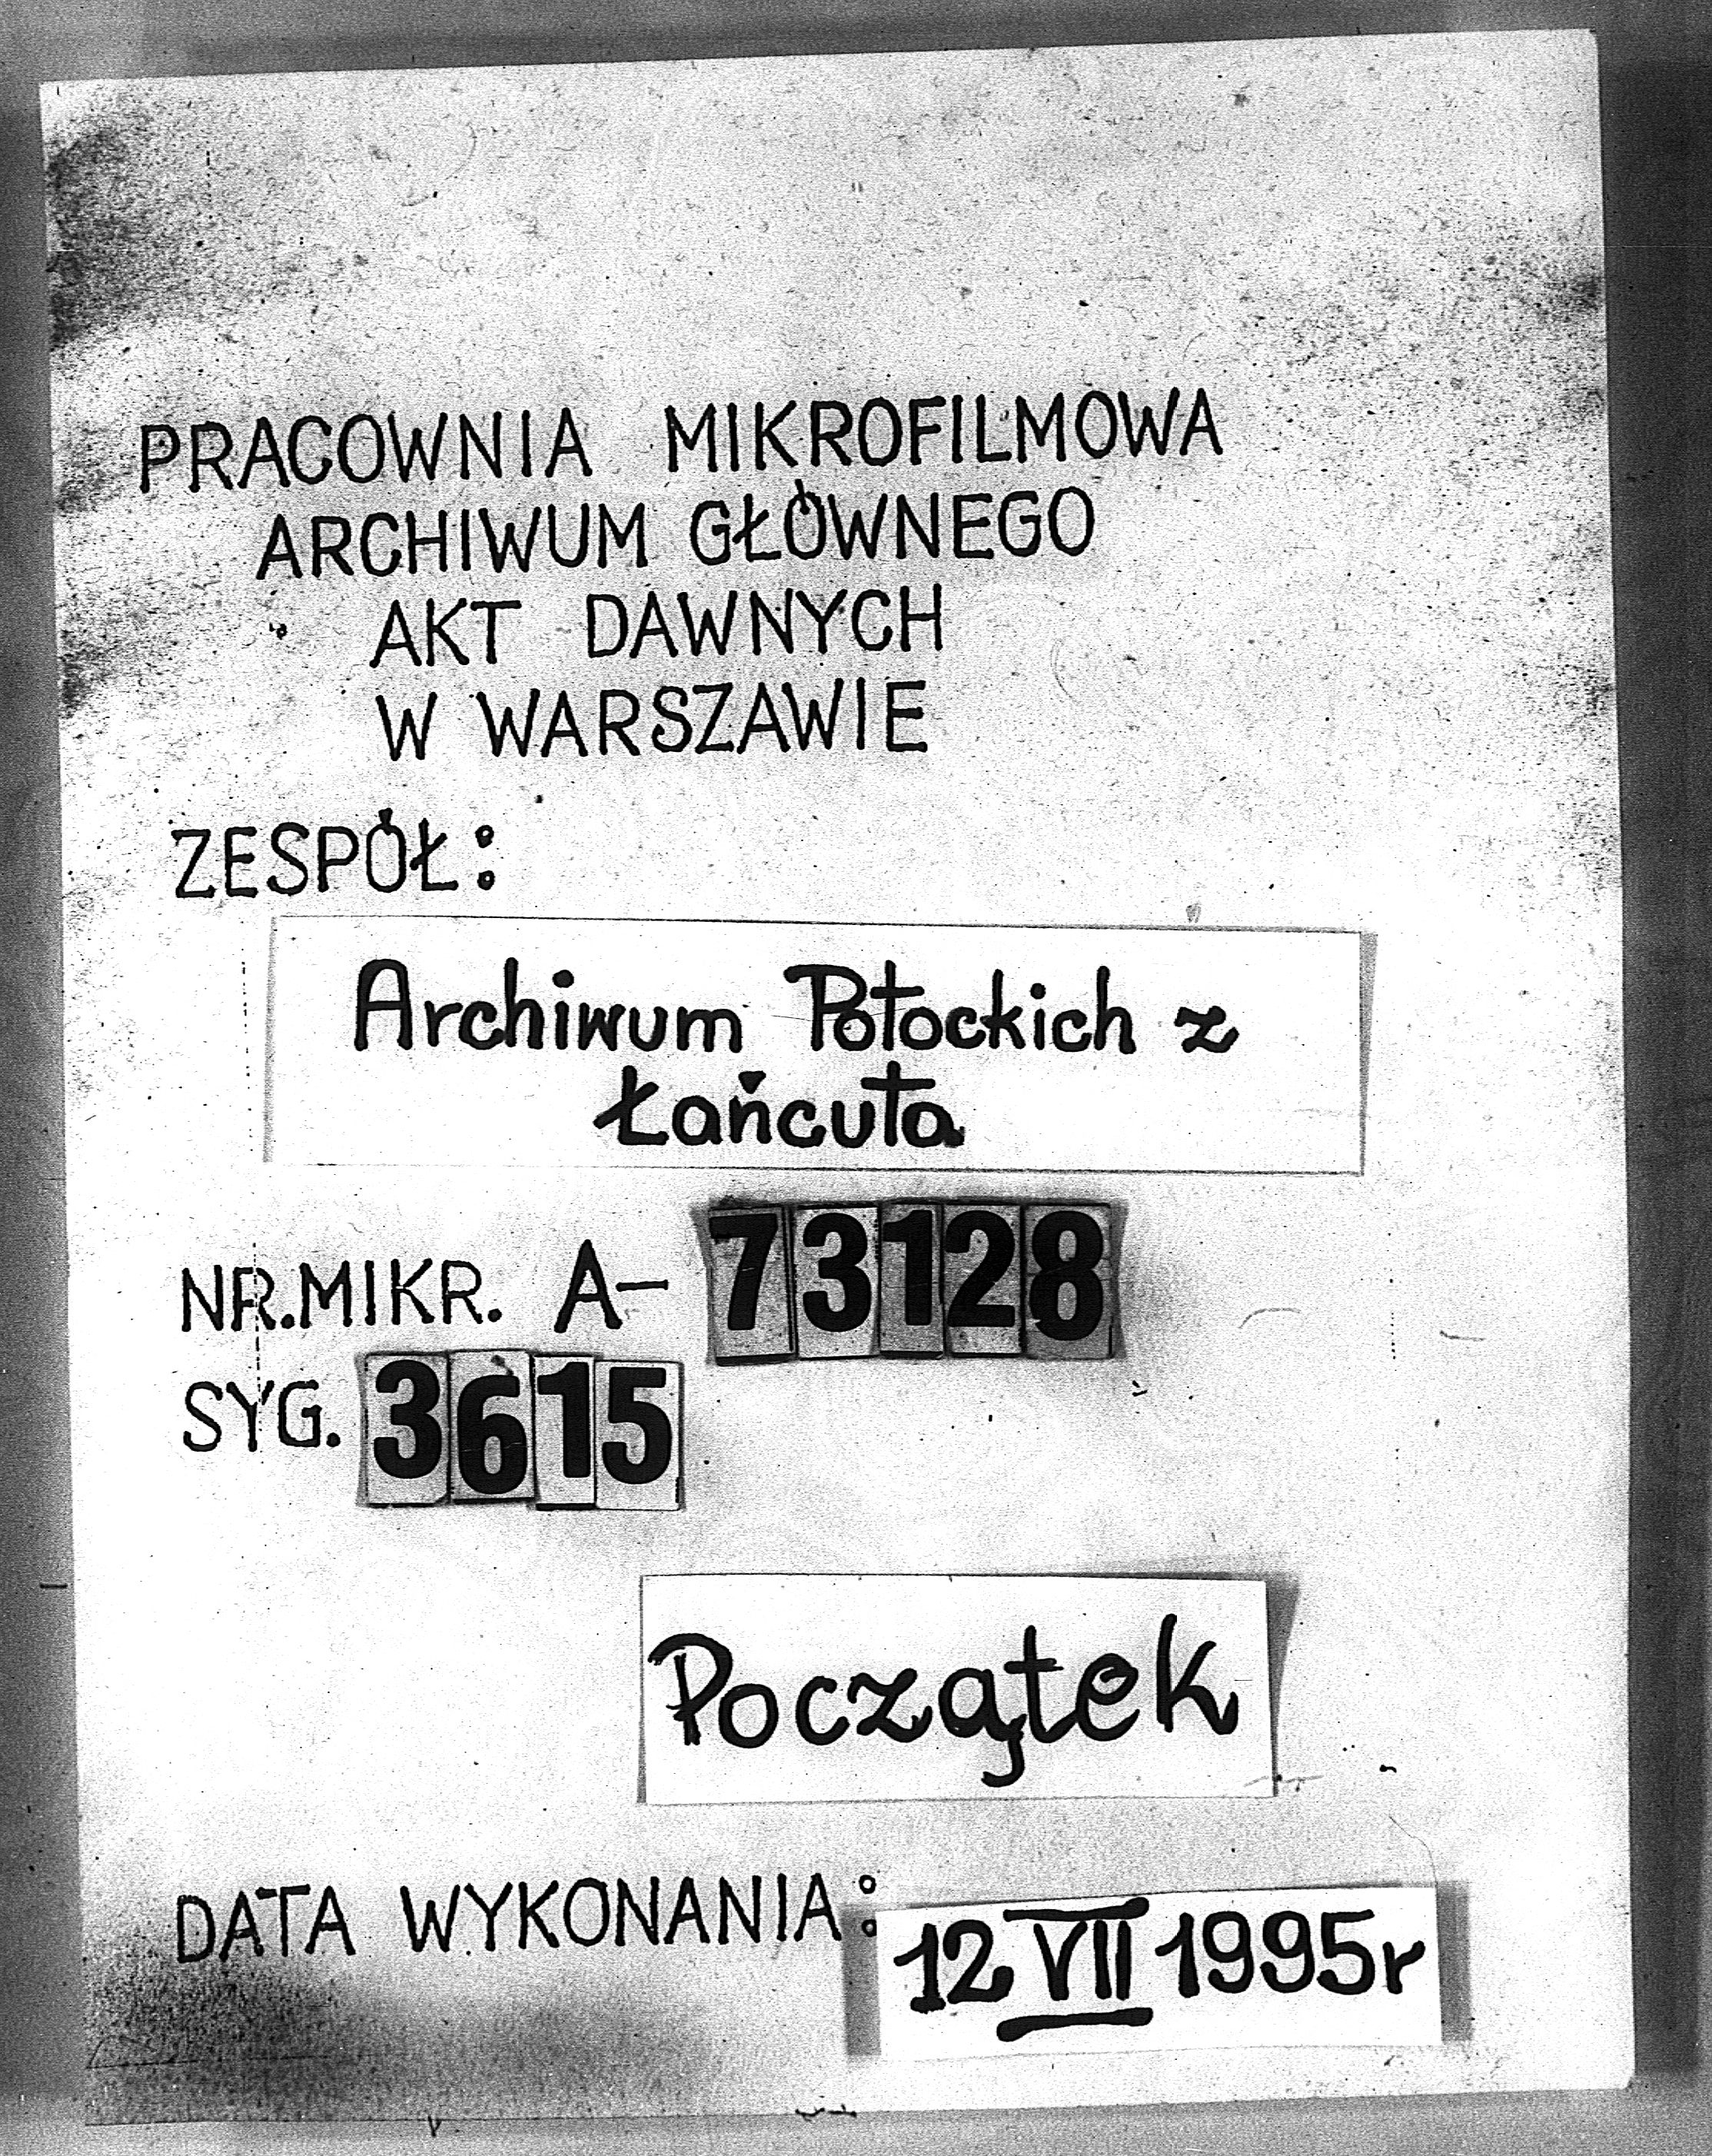 PRACOWNIA MIKROFILMOWA
ARCHIWUM GŁÓWNEGO
AKT DAWNYCH
W WARSZAWIE
ZESPÓŁ:
Archiwum Potockich z
Łańcuta
NR.MIKR. A- 73128
SYG. 3615
Początek
DATA WYKONANIA: 12 VII 1995r